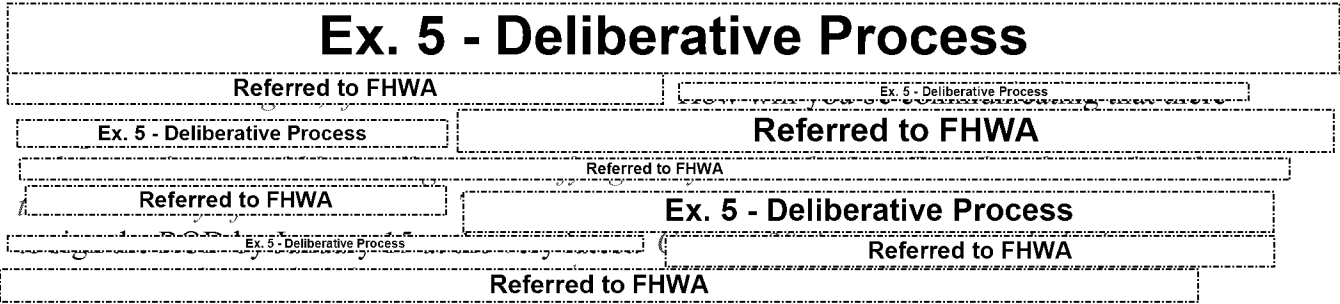 Ex. 5 - Deliberative Process
Referred to FHWA Ex. 5 - Deliberative Process
Ex. 5 - Deliberative Process Referred to FHWA
Referred to FHWA
Referred to FHWA Ex. 5 - Deliberative Process
Ex. 5 - Deliberative Process Referred to FHWA
Referred to FHWA